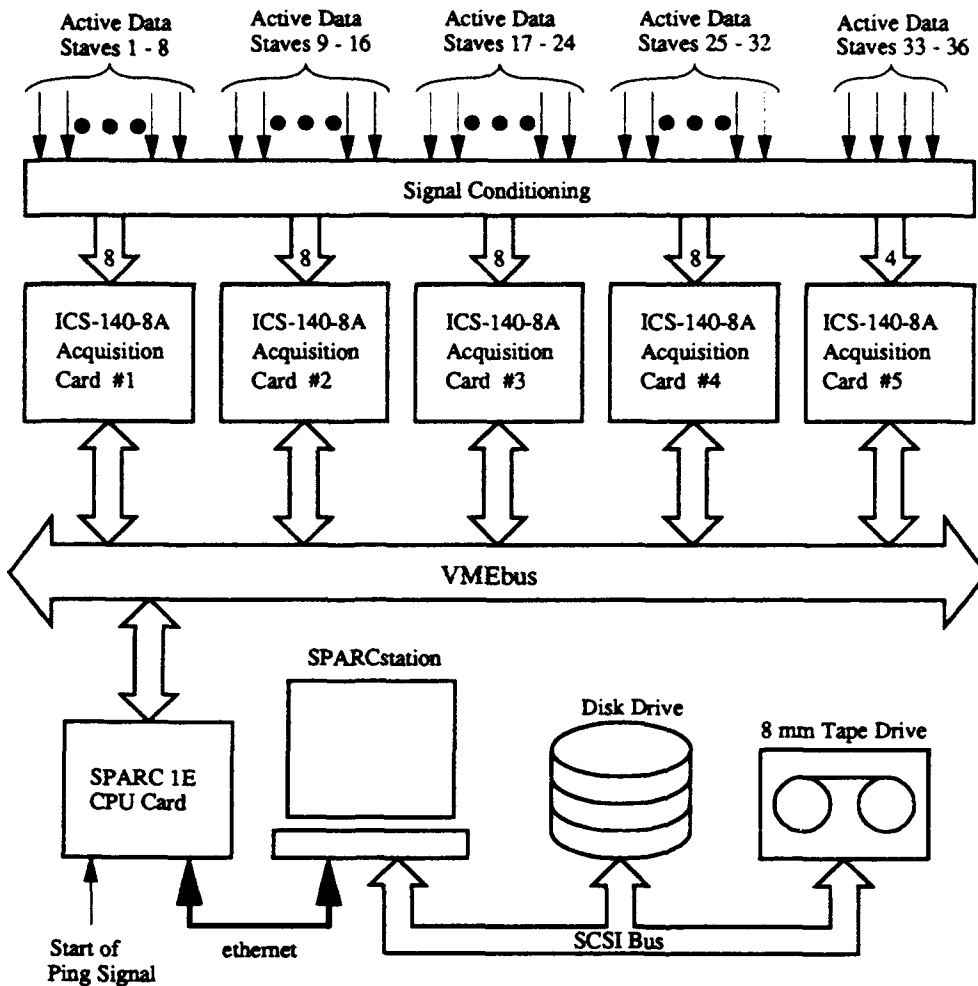 Active Data
Staves 1 - 8
Active Data
Staves 9 - 16
Active Data
Staves 17 - 24
Active Data
Staves 25 - 32
Active Data
Staves 33 - 36
Signal Conditioning
8
8
8
8
4
ICS-140-8A
Acquisition
Card #1
ICS-140-8A
Acquisition
Card #2
ICS-140-8A
Acquisition
Card #3
ICS-140-8A
Acquisition
Card #4
ICS-140-8A
Acquisition
Card #5
VMEbus
SPARCstation
Disk Drive
8 mm Tape Drive
SPARC 1E
CPU Card
Start of
Ping Signal
ethernet
SCSI Bus